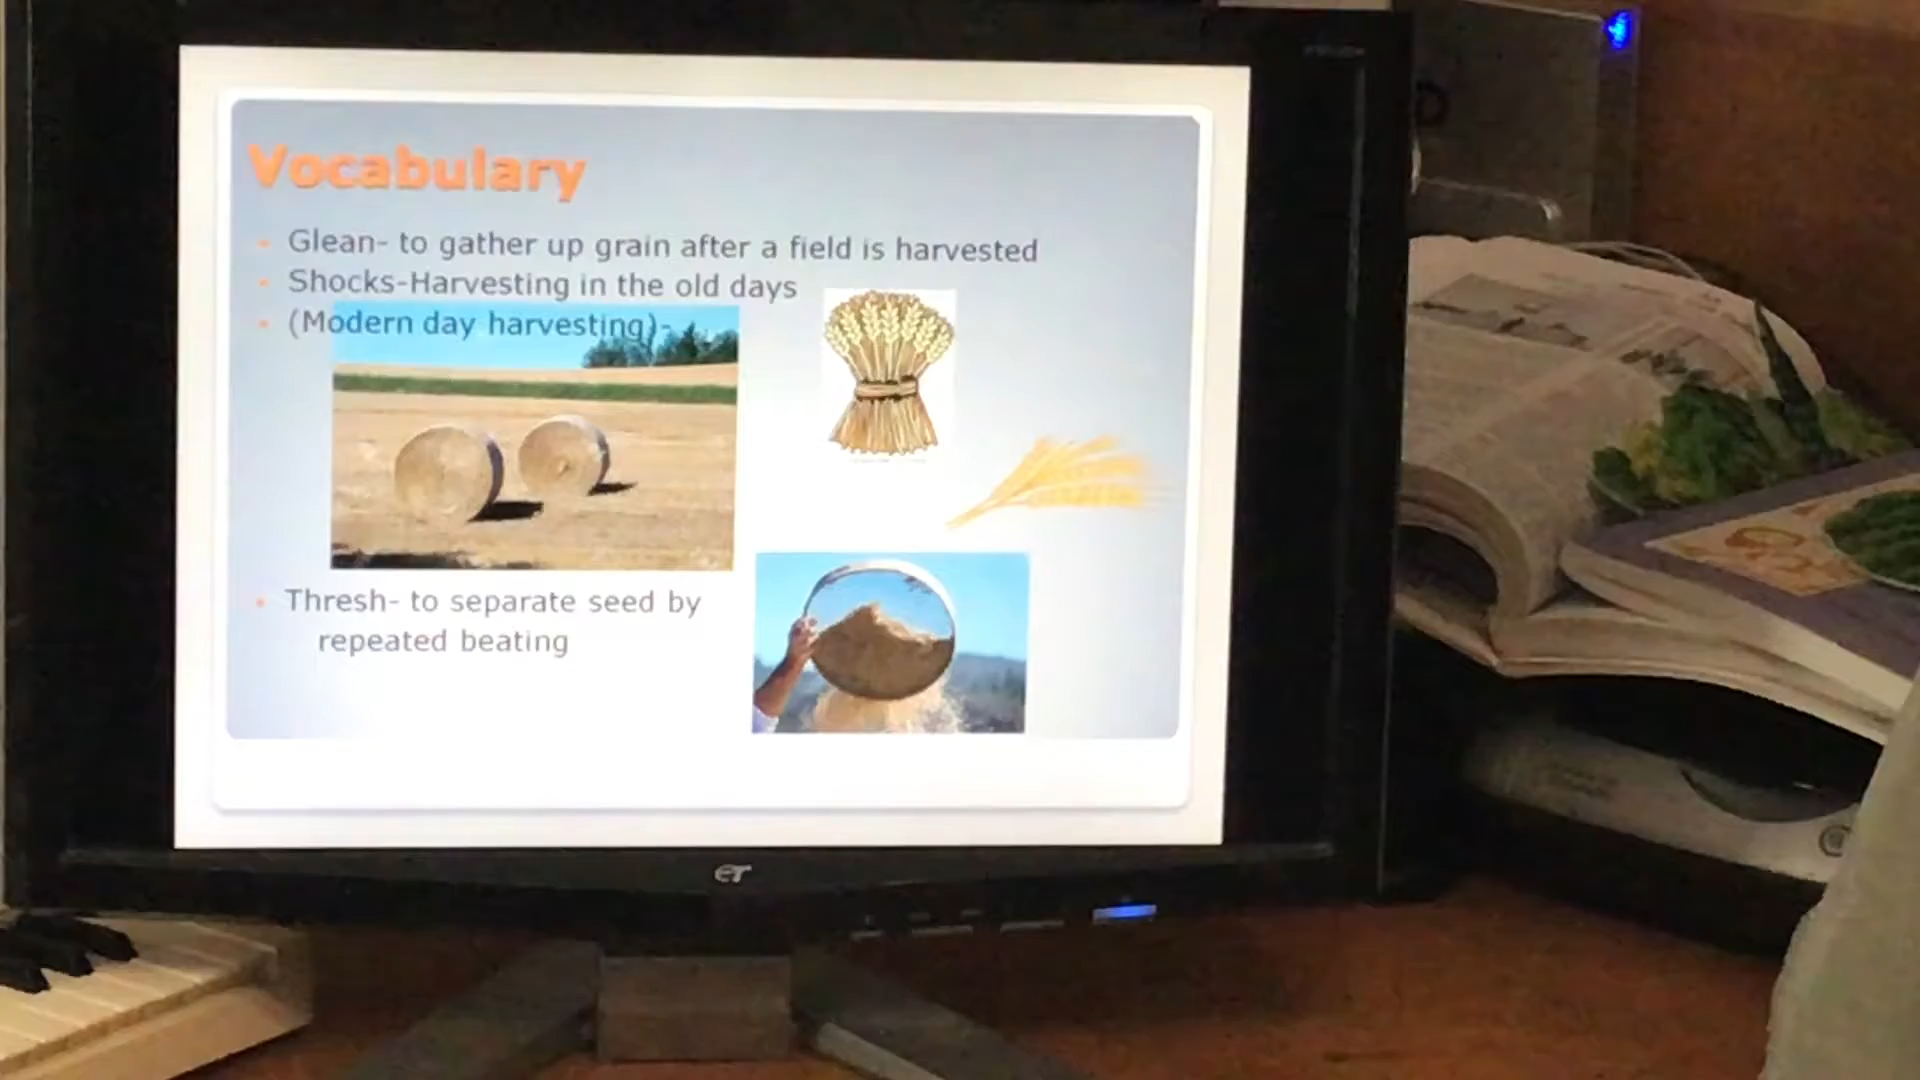 Vocabulary
Glean- to gather up grain after a field is harvested
Shocks-Harvesting in the old days
(Modern day harvesting)-
Thresh- to separate seed by
repeated beating